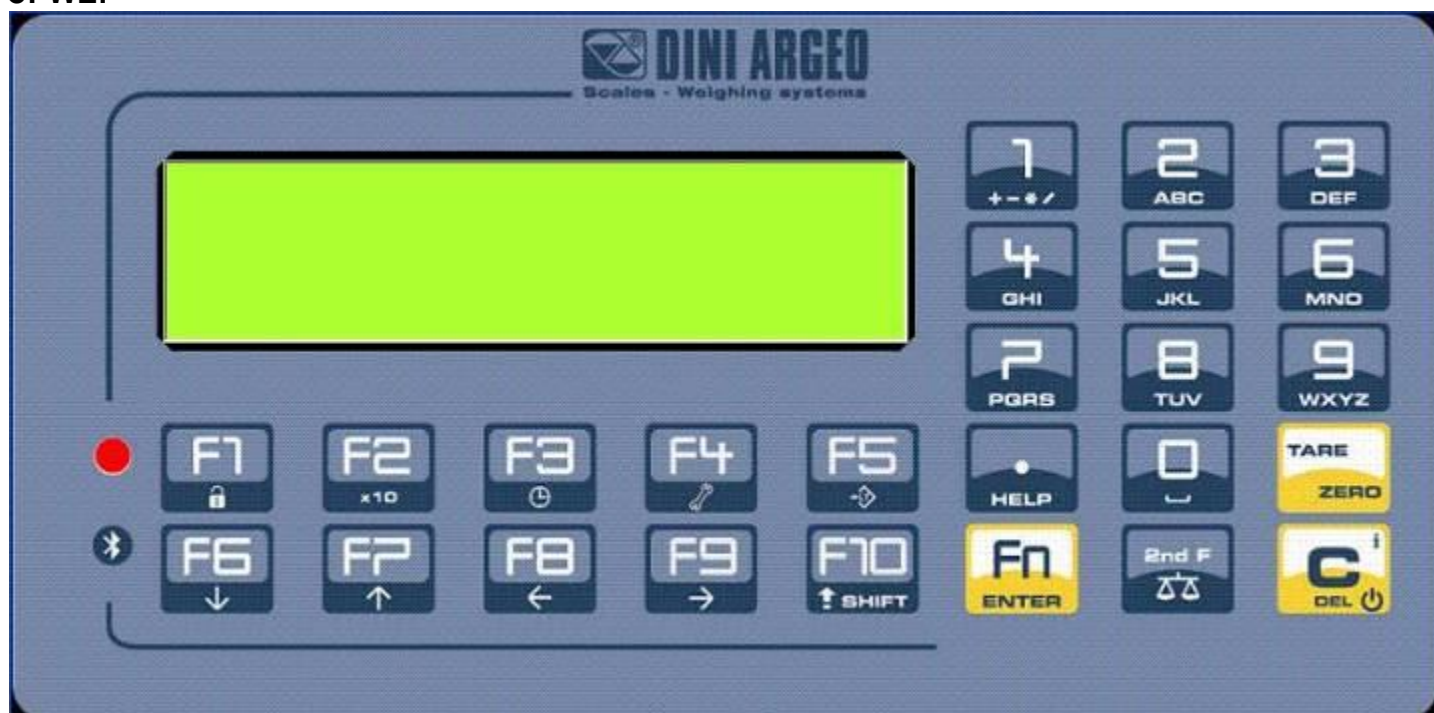 DINI ARGEO
Scales - Weighing systems
1 2 3
+ - * / ABC DEF
4 5 6
GHI JKL MNO
7 8 9
PQRS TUV WXYZ
F1 F2 F3 F4 F5 . 0 TARE
x10 HELP ZERO
F6 F7 F8 F9 F10 Fn 2nd F C i
↓ ↑ ← → SHIFT ENTER DEL